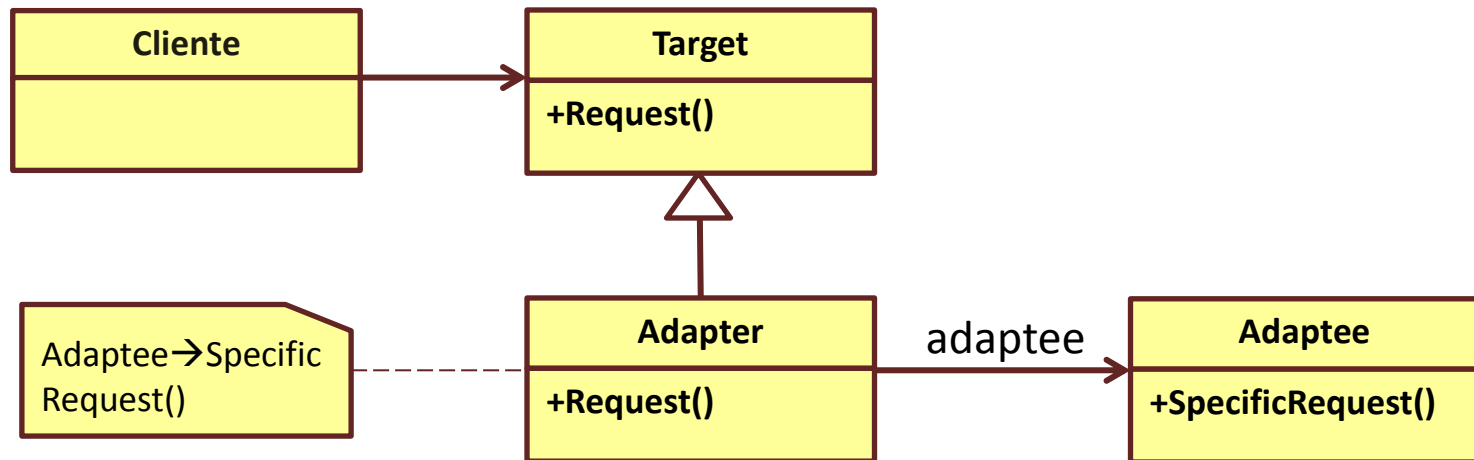 Cliente
Target
+Request()
Adaptee→Specific
Request()
Adapter
+Request()
adaptee
Adaptee
+SpecificRequest()